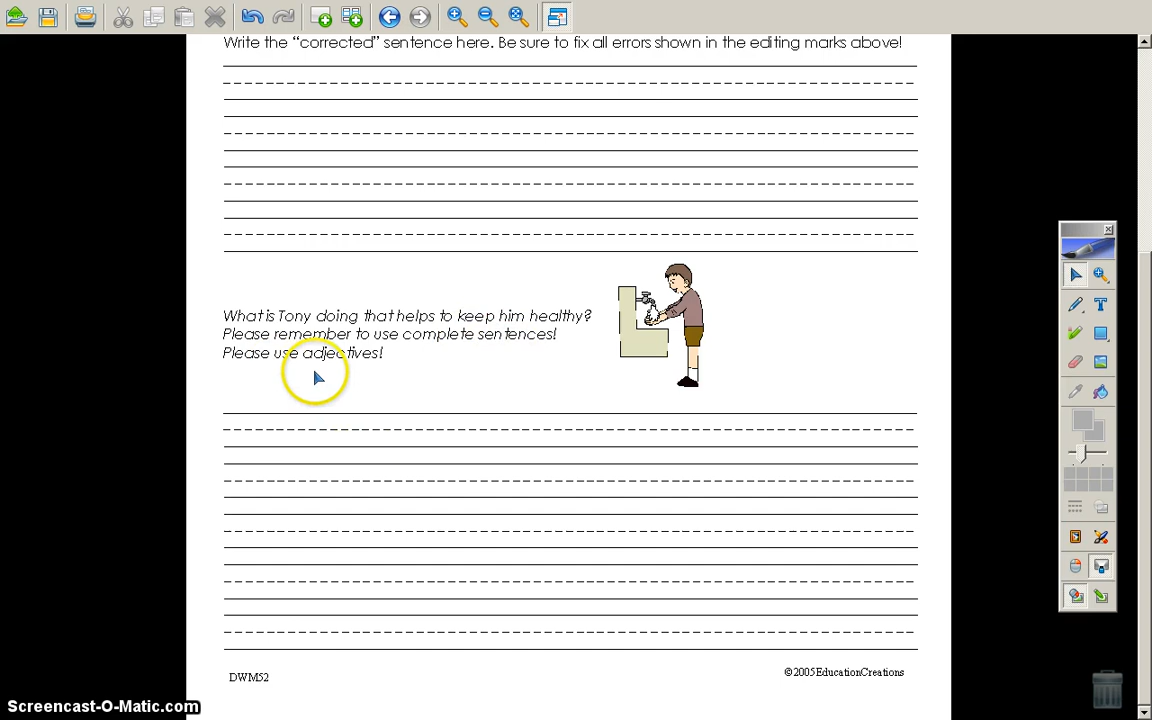 Write the “corrected” sentence here. Be sure to fix all errors shown in the editing marks above!
What is Tony doing that helps to keep him healthy?
Please remember to use complete sentences!
Please use adjectives!
DWM52
©2005EducationCreations
Screencast-O-Matic.com